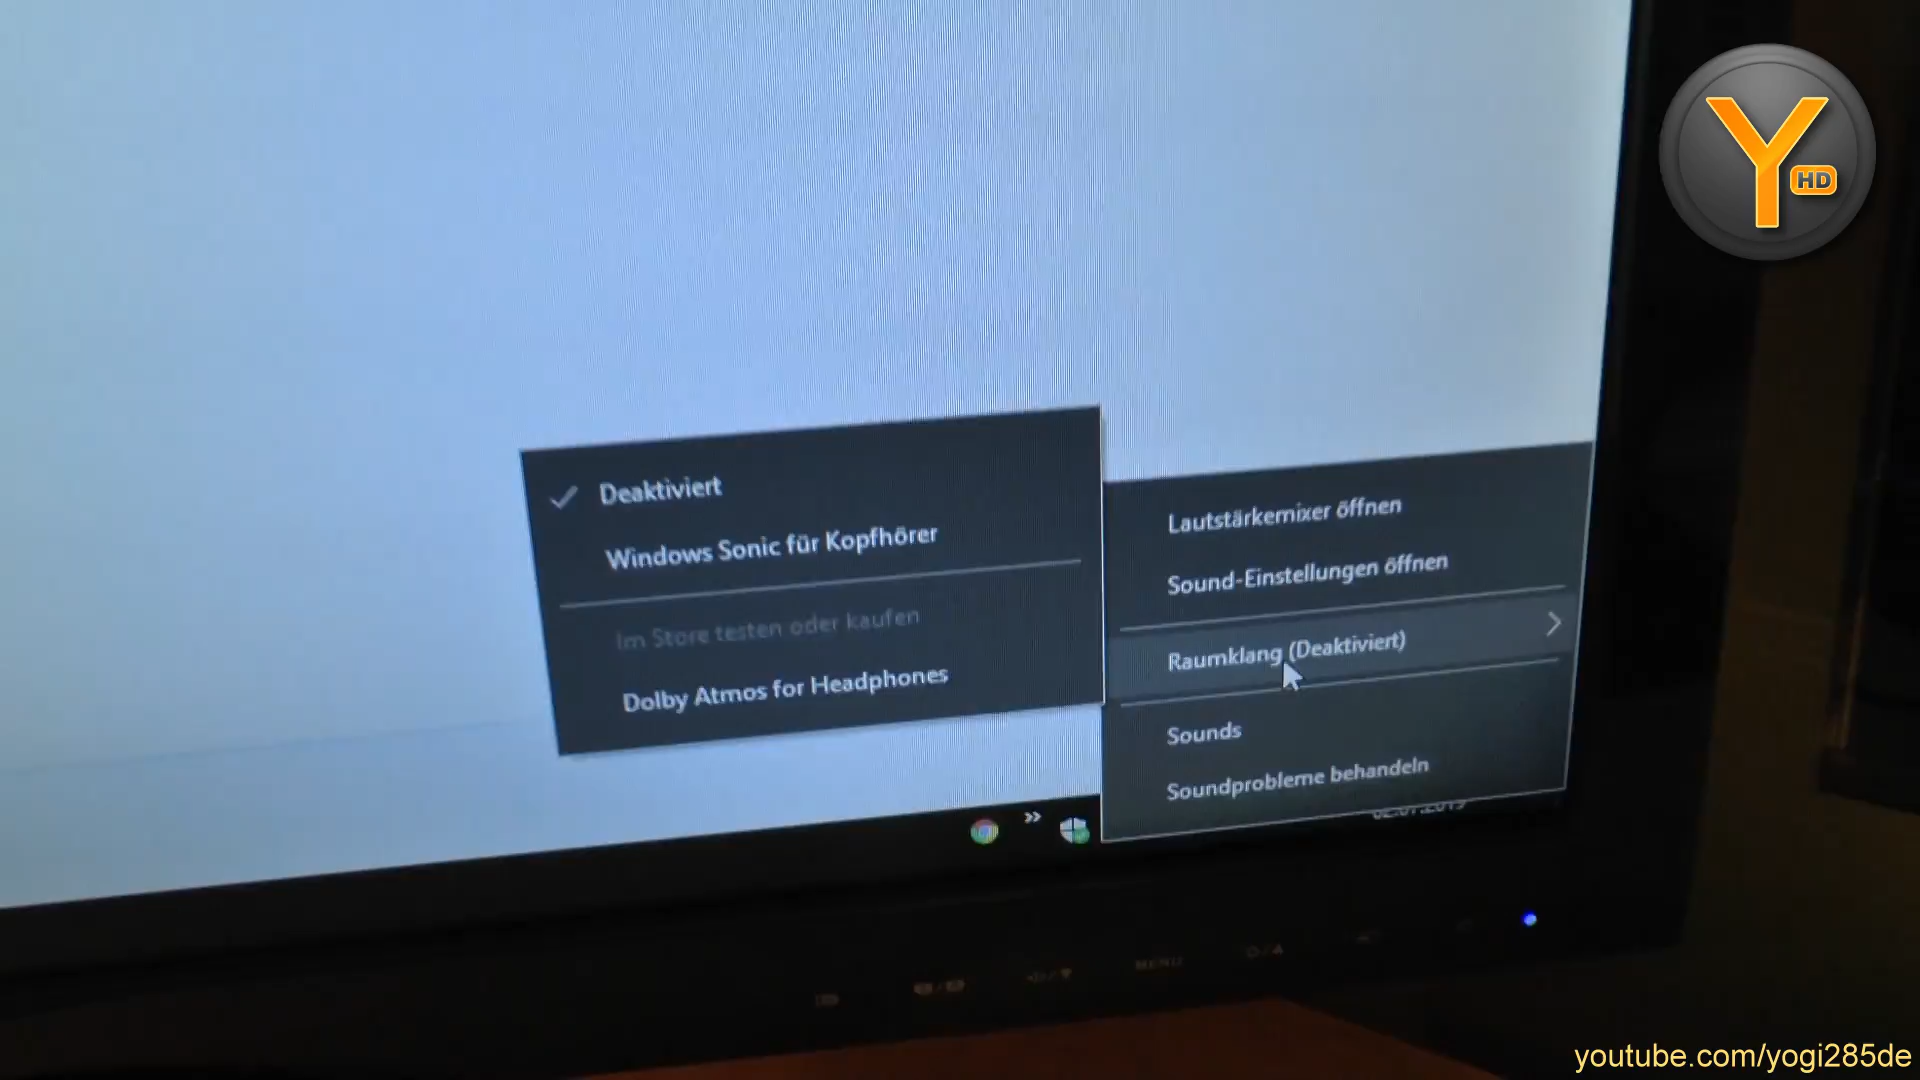 Y
HD
Deaktiviert
Windows Sonic für Kopfhörer
Im Store testen oder kaufen
Dolby Atmos for Headphones
Lautstärkemixer öffnen
Sound-Einstellungen öffnen
Raumklang (Deaktiviert)
Sounds
Soundprobleme behandeln
MENU
youtube.com/yogi285de